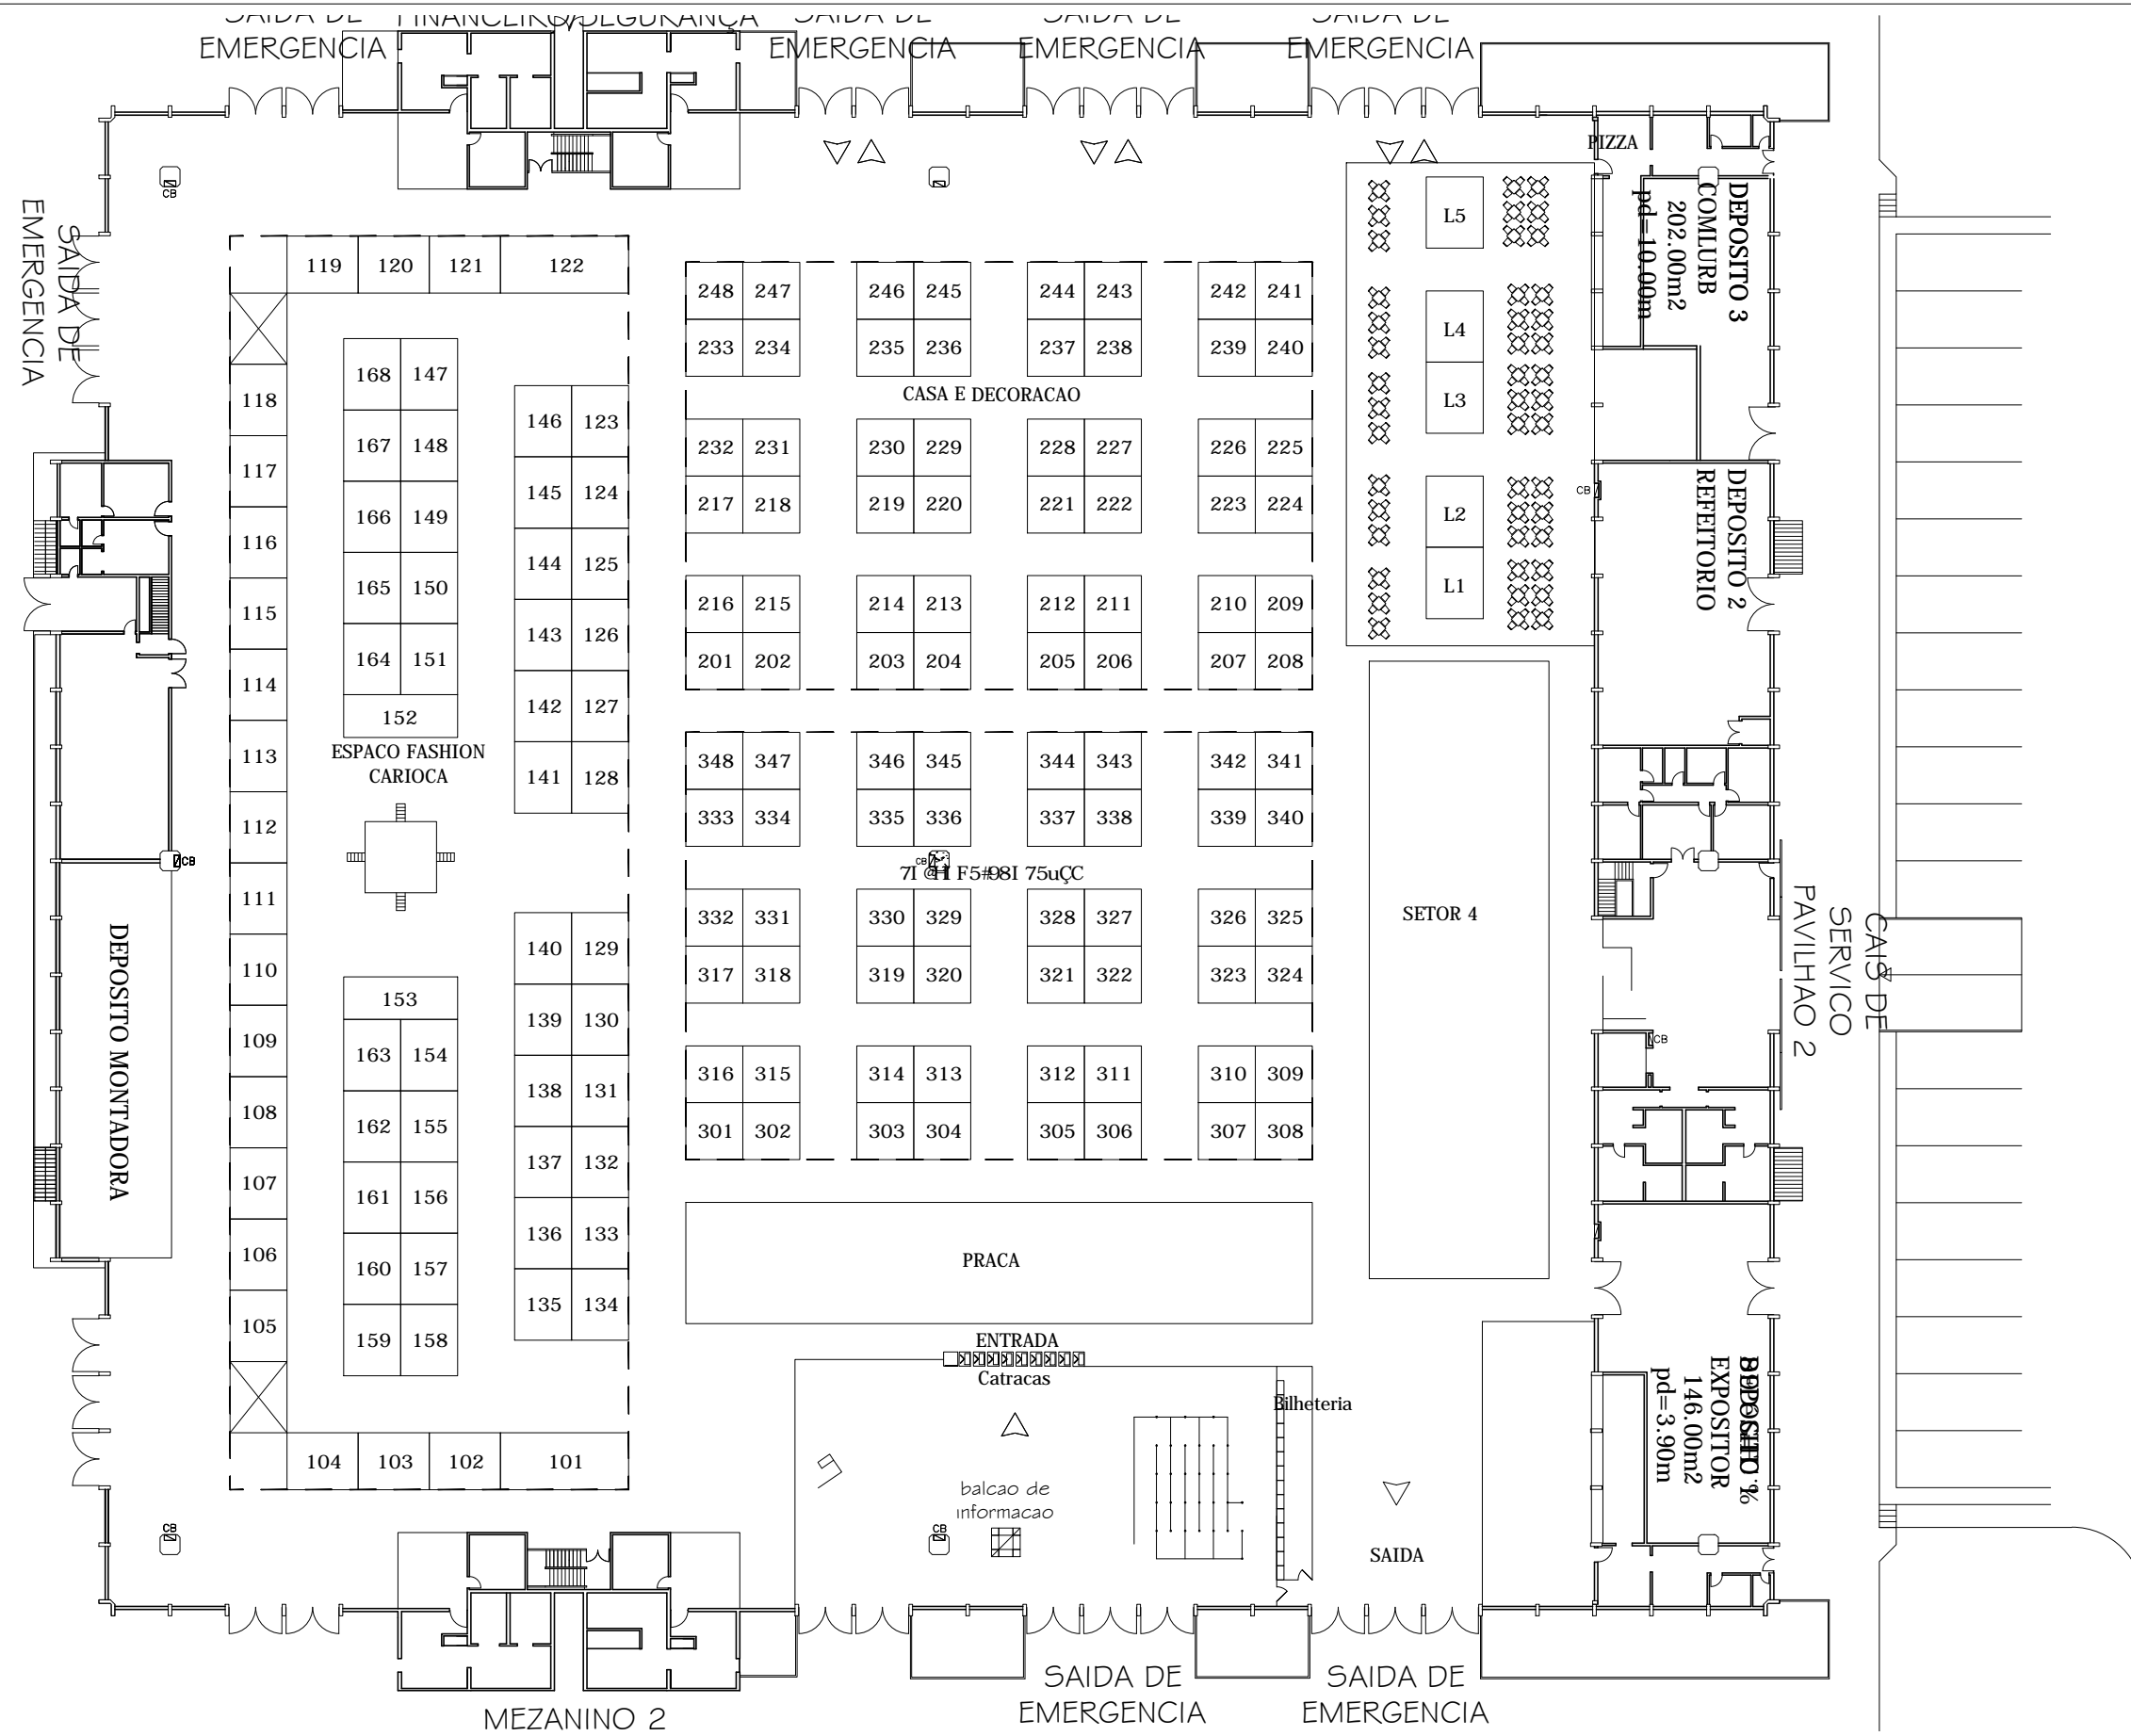 EMERGENCIA
FINANCEIRO/SEGURANÇA
EMERGENCIA
EMERGENCIA
EMERGENCIA
SAIDA DE
EMERGENCIA
CB
PIZZA
DEPOSITO 3
COMLURB
202.00m2
pd=10.00m
119 120 121 122
118
117
116
115
114
113
112
111
110
109
108
107
106
105
104 103 102 101
168 147
167 148
166 149
165 150
164 151
152
ESPACO FASHION
CARIOCA
153
163 154
162 155
161 156
160 157
159 158
146 123
145 124
144 125
143 126
142 127
141 128
140 129
139 130
138 131
137 132
136 133
135 134
248 247 246 245 244 243 242 241
233 234 235 236 237 238 239 240
CASA E DECORACAO
232 231 230 229 228 227 226 225
217 218 219 220 221 222 223 224
216 215 214 213 212 211 210 209
201 202 203 204 205 206 207 208
348 347 346 345 344 343 342 341
333 334 335 336 337 338 339 340
CB
332 331 330 329 328 327 326 325
317 318 319 320 321 322 323 324
316 315 314 313 312 311 310 309
301 302 303 304 305 306 307 308
L5
L4
L3
L2
L1
CB
DEPOSITO 2
REFEITORIO
SETOR 4
CAIS DE
SERVICO
PAVILHAO 2
CB
CB
DEPOSITO MONTADORA
PRACA
ENTRADA
Catracas
Bilheteria
balcao de
informacao
CB
CB
SAIDA
EXPOSITOR
146.00m2
pd=3.90m
SAIDA DE
EMERGENCIA
SAIDA DE
EMERGENCIA
MEZANINO 2